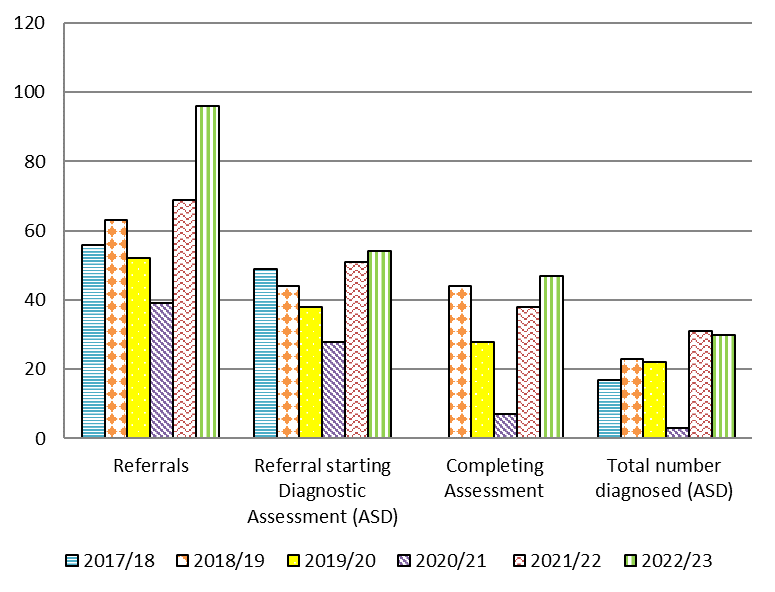 120
100
80
60
40
20
0
Referrals
Referral starting
Diagnostic
Assessment (ASD)
Completing
Assessment
Total number
diagnosed (ASD)
2017/18 2018/19 2019/20 2020/21 2021/22 2022/23